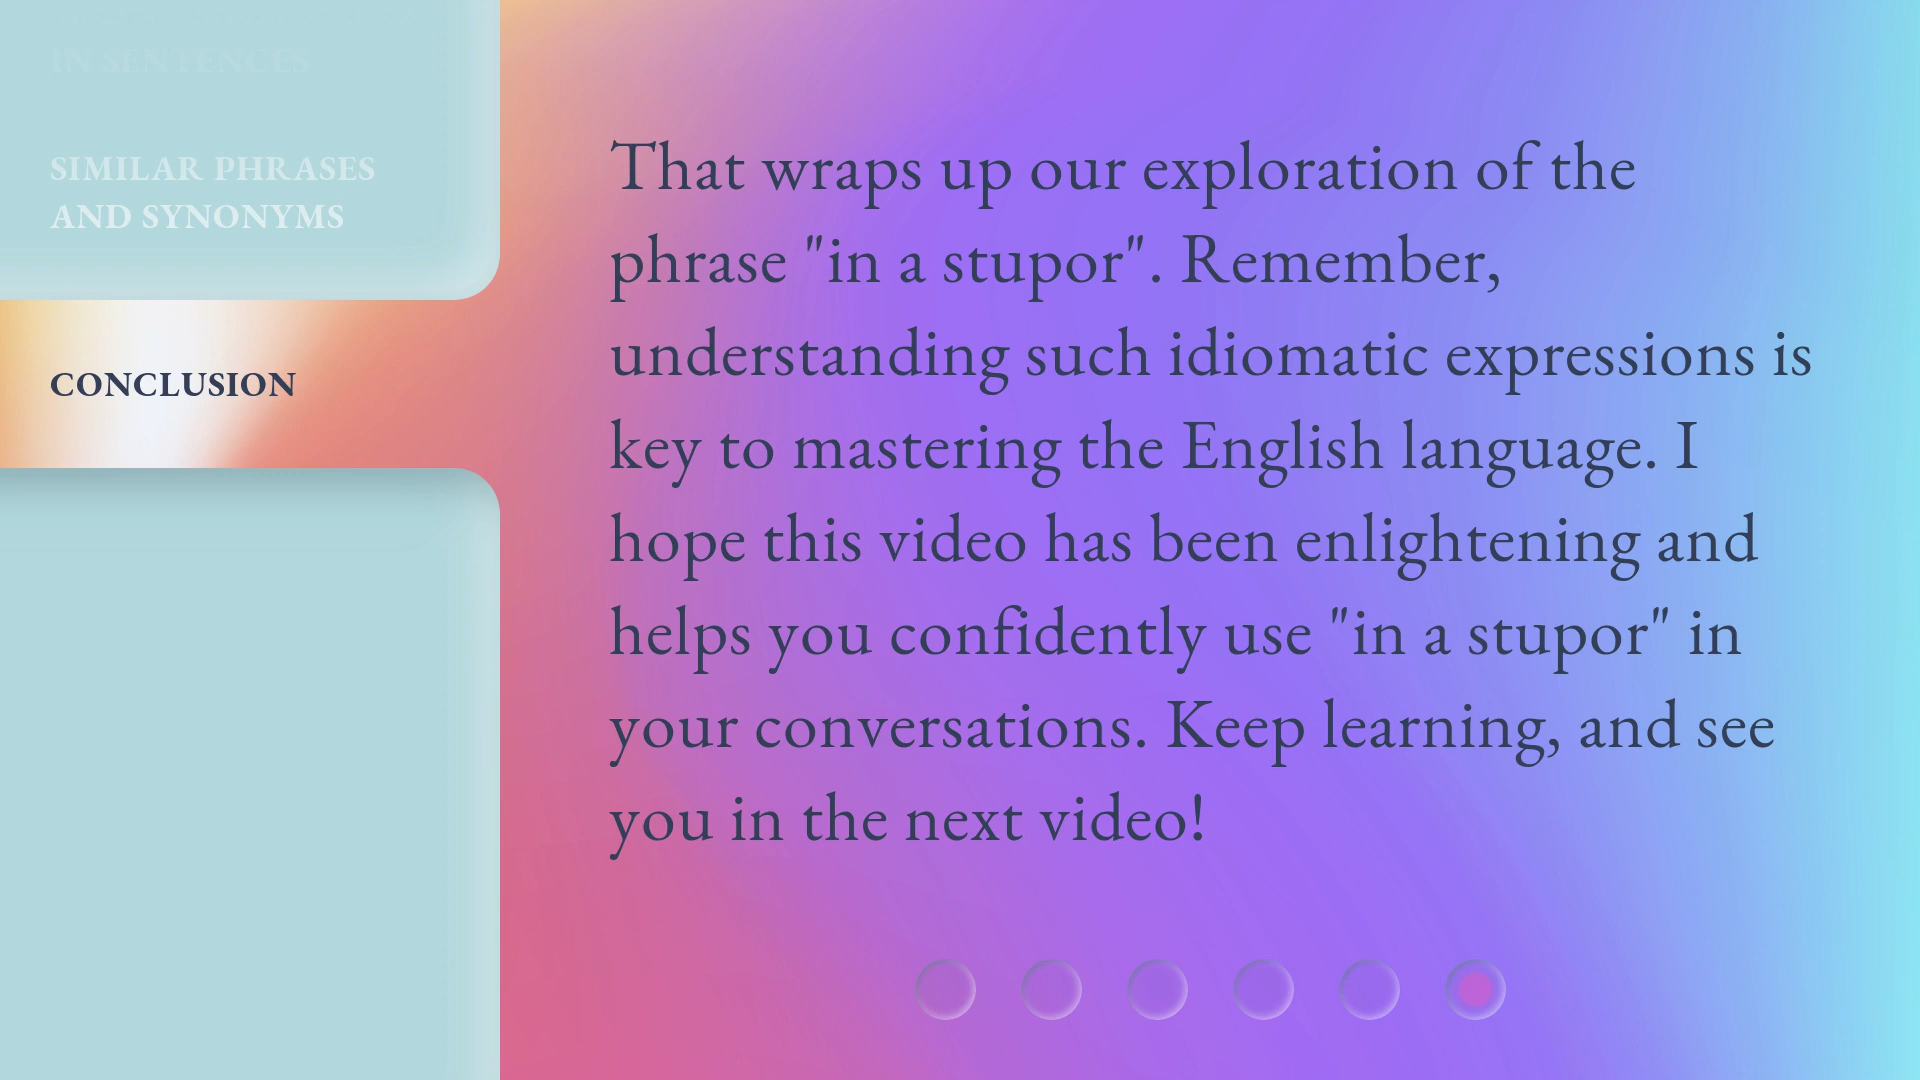 IN SENTENCES
SIMILAR PHRASES
AND SYNONYMS
CONCLUSION
That wraps up our exploration of the
phrase "in a stupor". Remember,
understanding such idiomatic expressions is
key to mastering the English language. I
hope this video has been enlightening and
helps you confidently use "in a stupor" in
your conversations. Keep learning, and see
you in the next video!